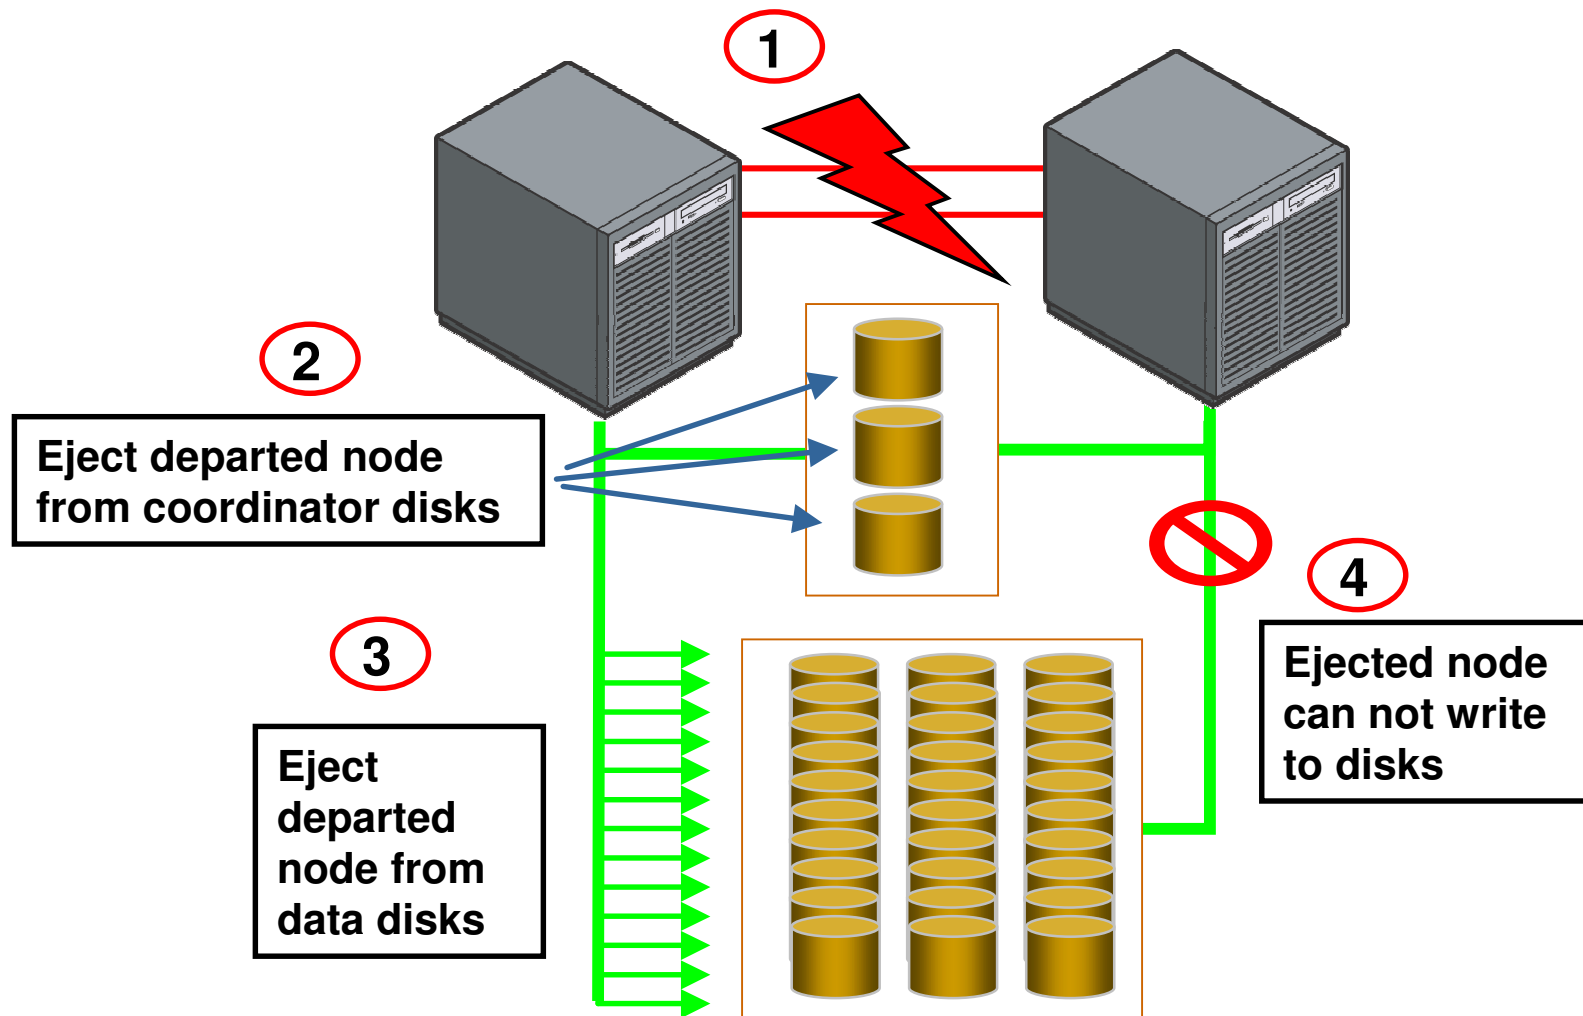 1
2
Eject departed node
from coordinator disks
3
Eject
departed
node from
data disks
4
Ejected node
can not write
to disks